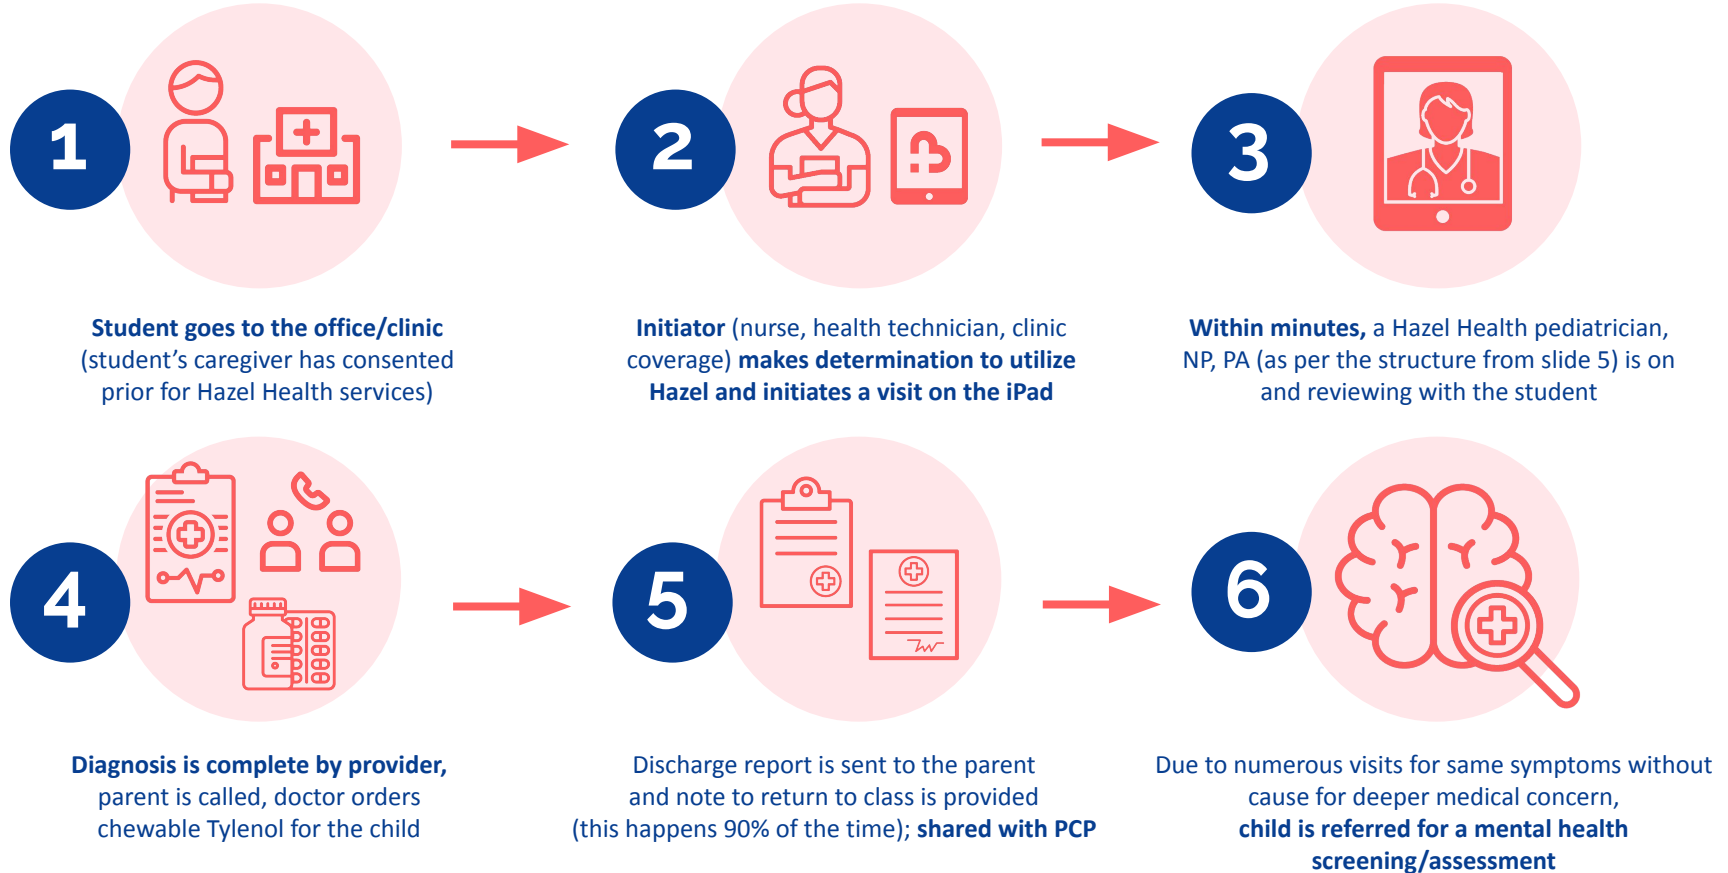 1
Student goes to the office/clinic
(student's caregiver has consented
prior for Hazel Health services)
2
Initiator (nurse, health technician, clinic
coverage) makes determination to utilize
Hazel and initiates a visit on the iPad
3
Within minutes, a Hazel Health pediatrician,
NP, PA (as per the structure from slide 5) is on
and reviewing with the student
4
Diagnosis is complete by provider,
parent is called, doctor orders
chewable Tylenol for the child
5
Discharge report is sent to the parent
and note to return to class is provided
(this happens 90% of the time); shared with PCP
6
Due to numerous visits for same symptoms without
cause for deeper medical concern,
child is referred for a mental health
screening/assessment